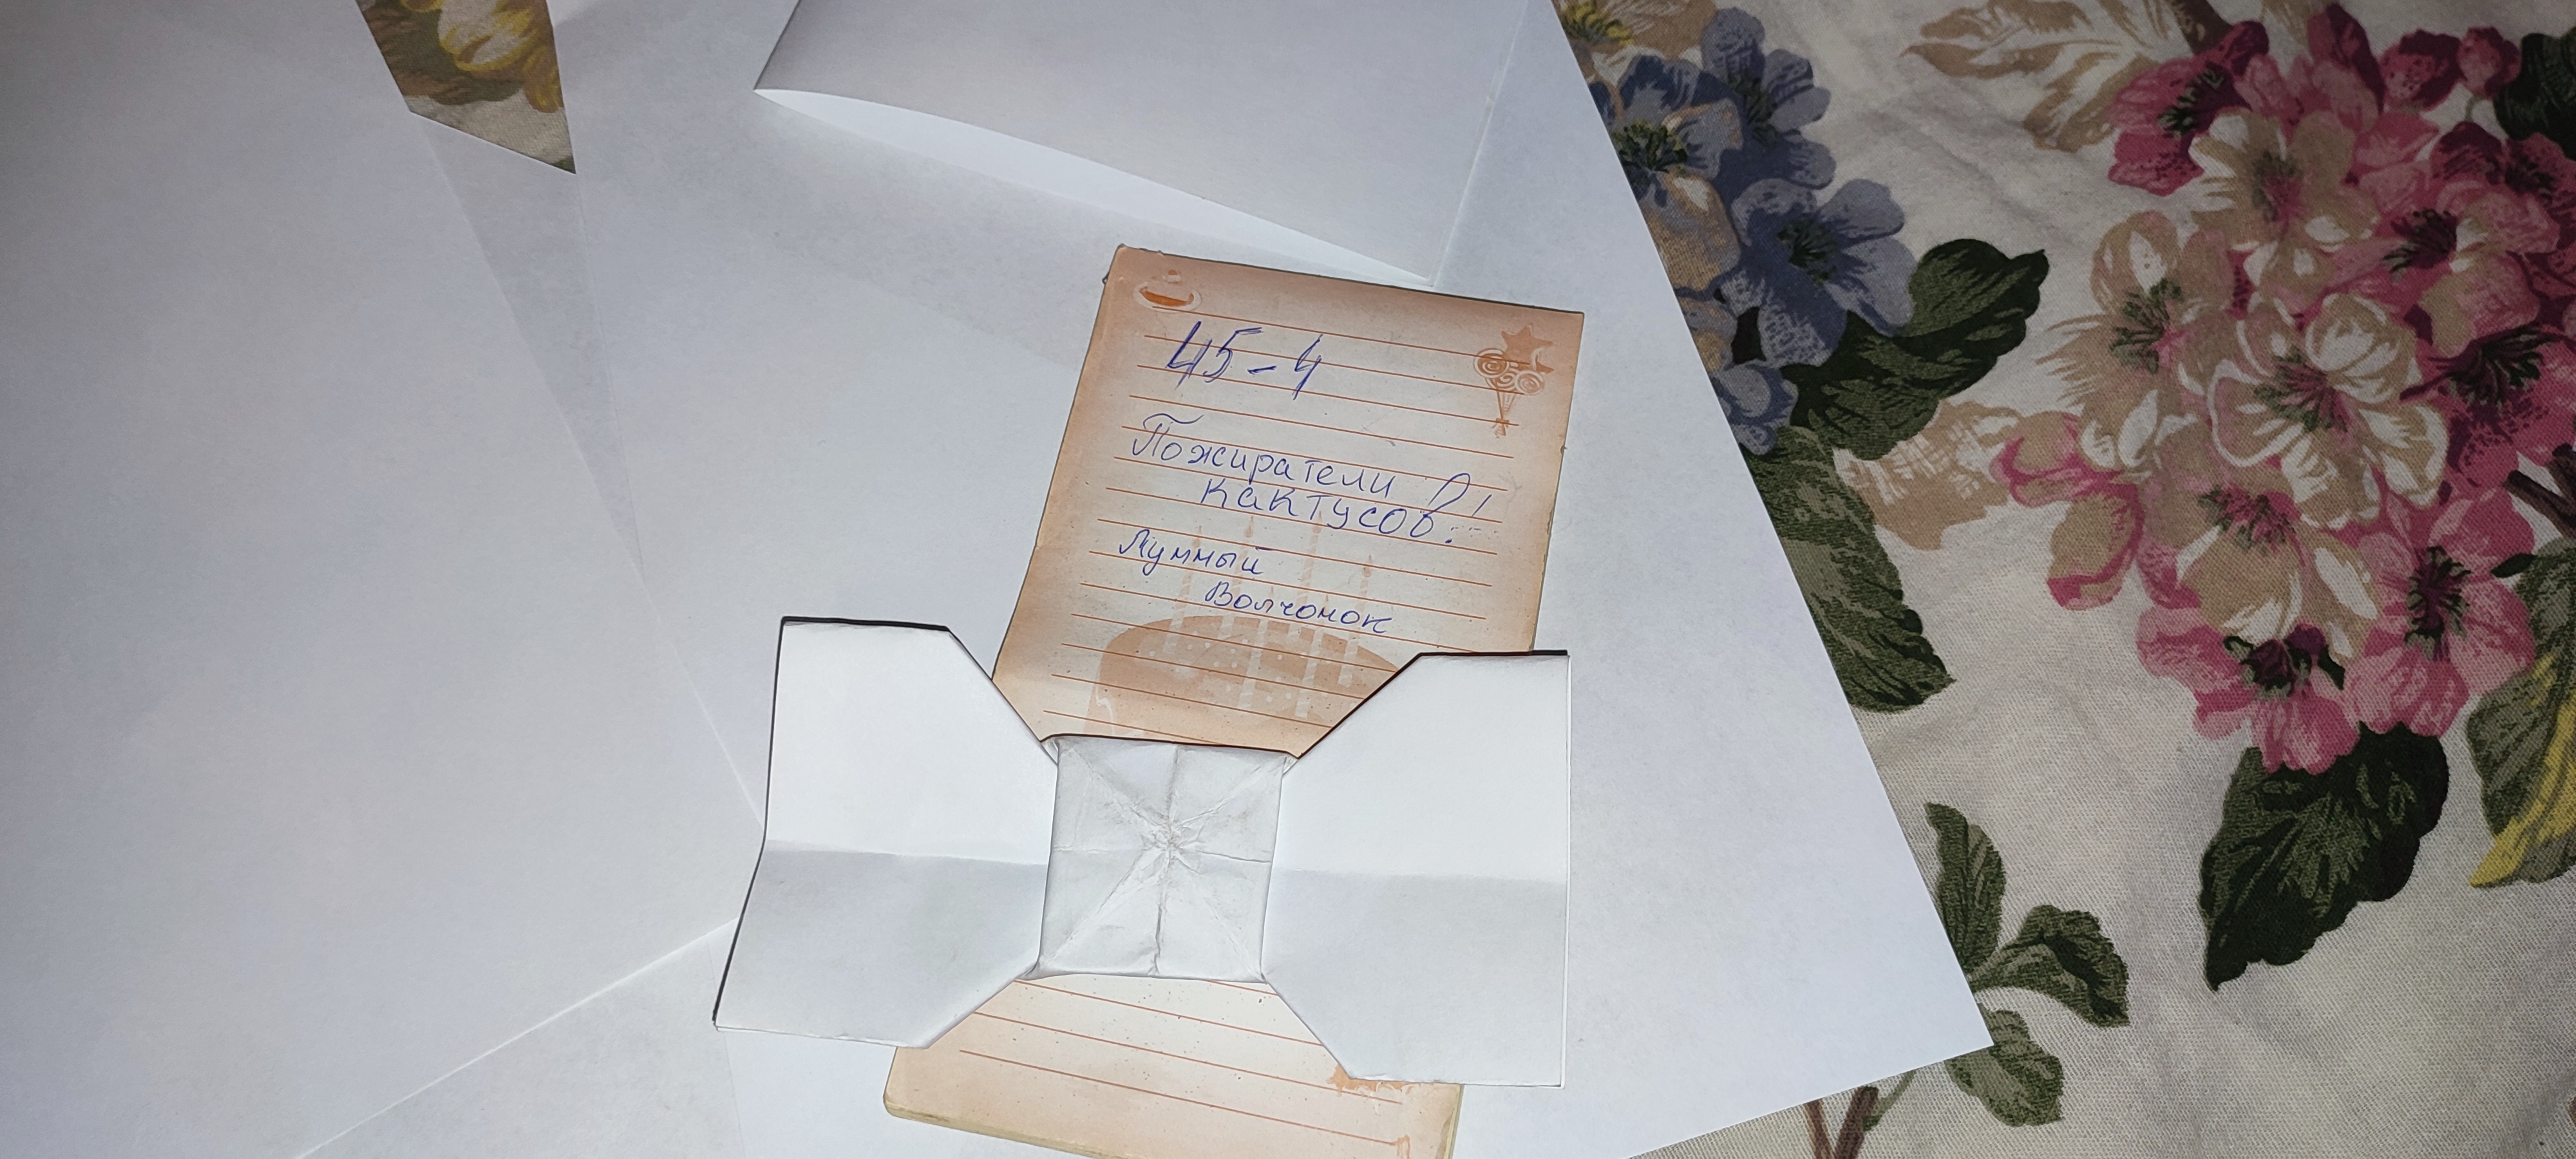 45-4
Пожиратели
кактусов!!
Лунный
Волчонок